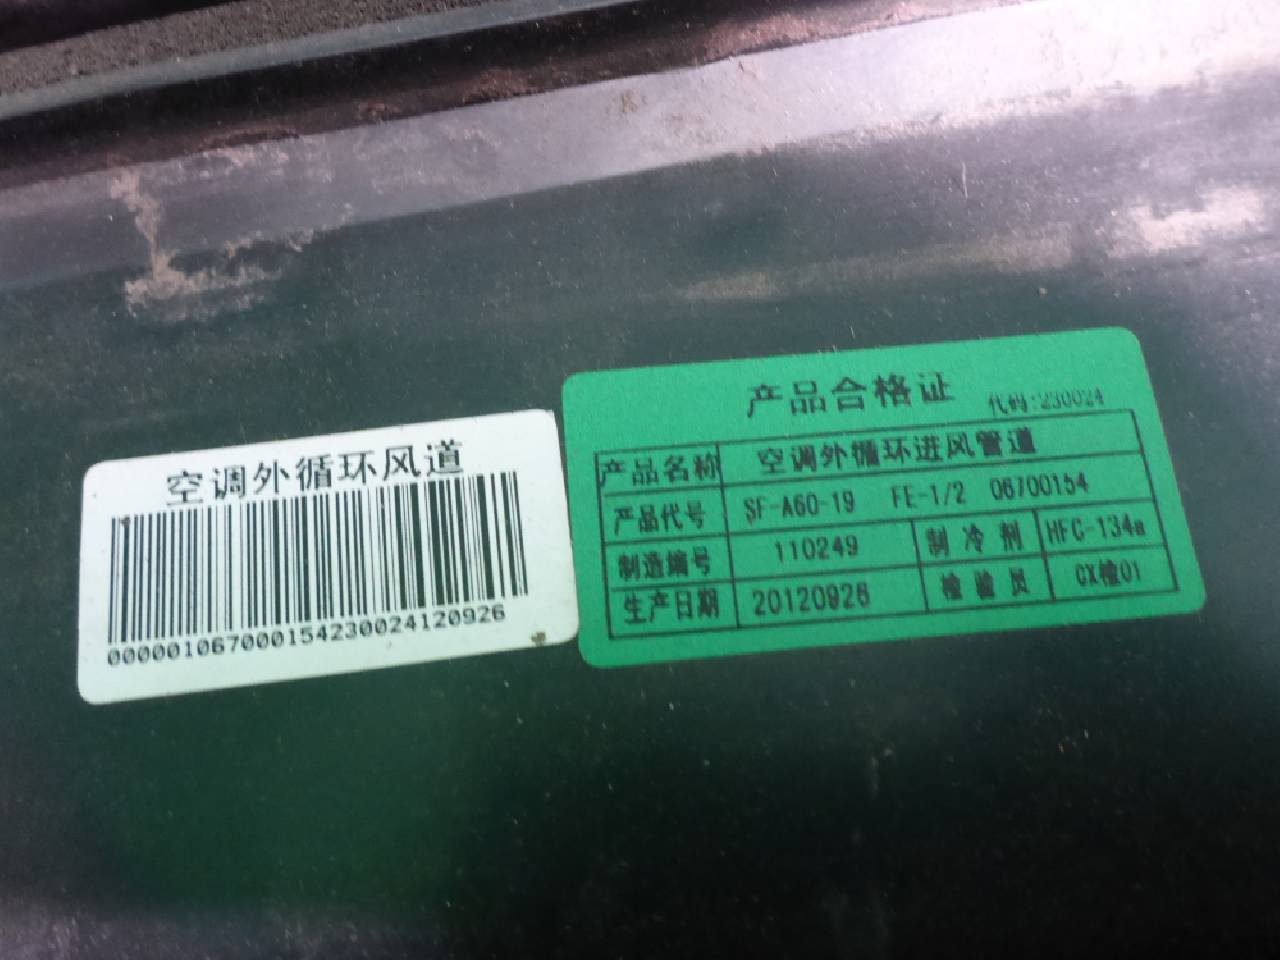 空调外循环风道
0000010670001542300241​20926
产品合格证
代码:230024
产品名称 空调外循环进风管道
产品代号 SF-A60-19 FE-1/2 06700154
制造编号 110249 制冷剂 HFC-134a
生产日期 20120926 检验员 CX检01